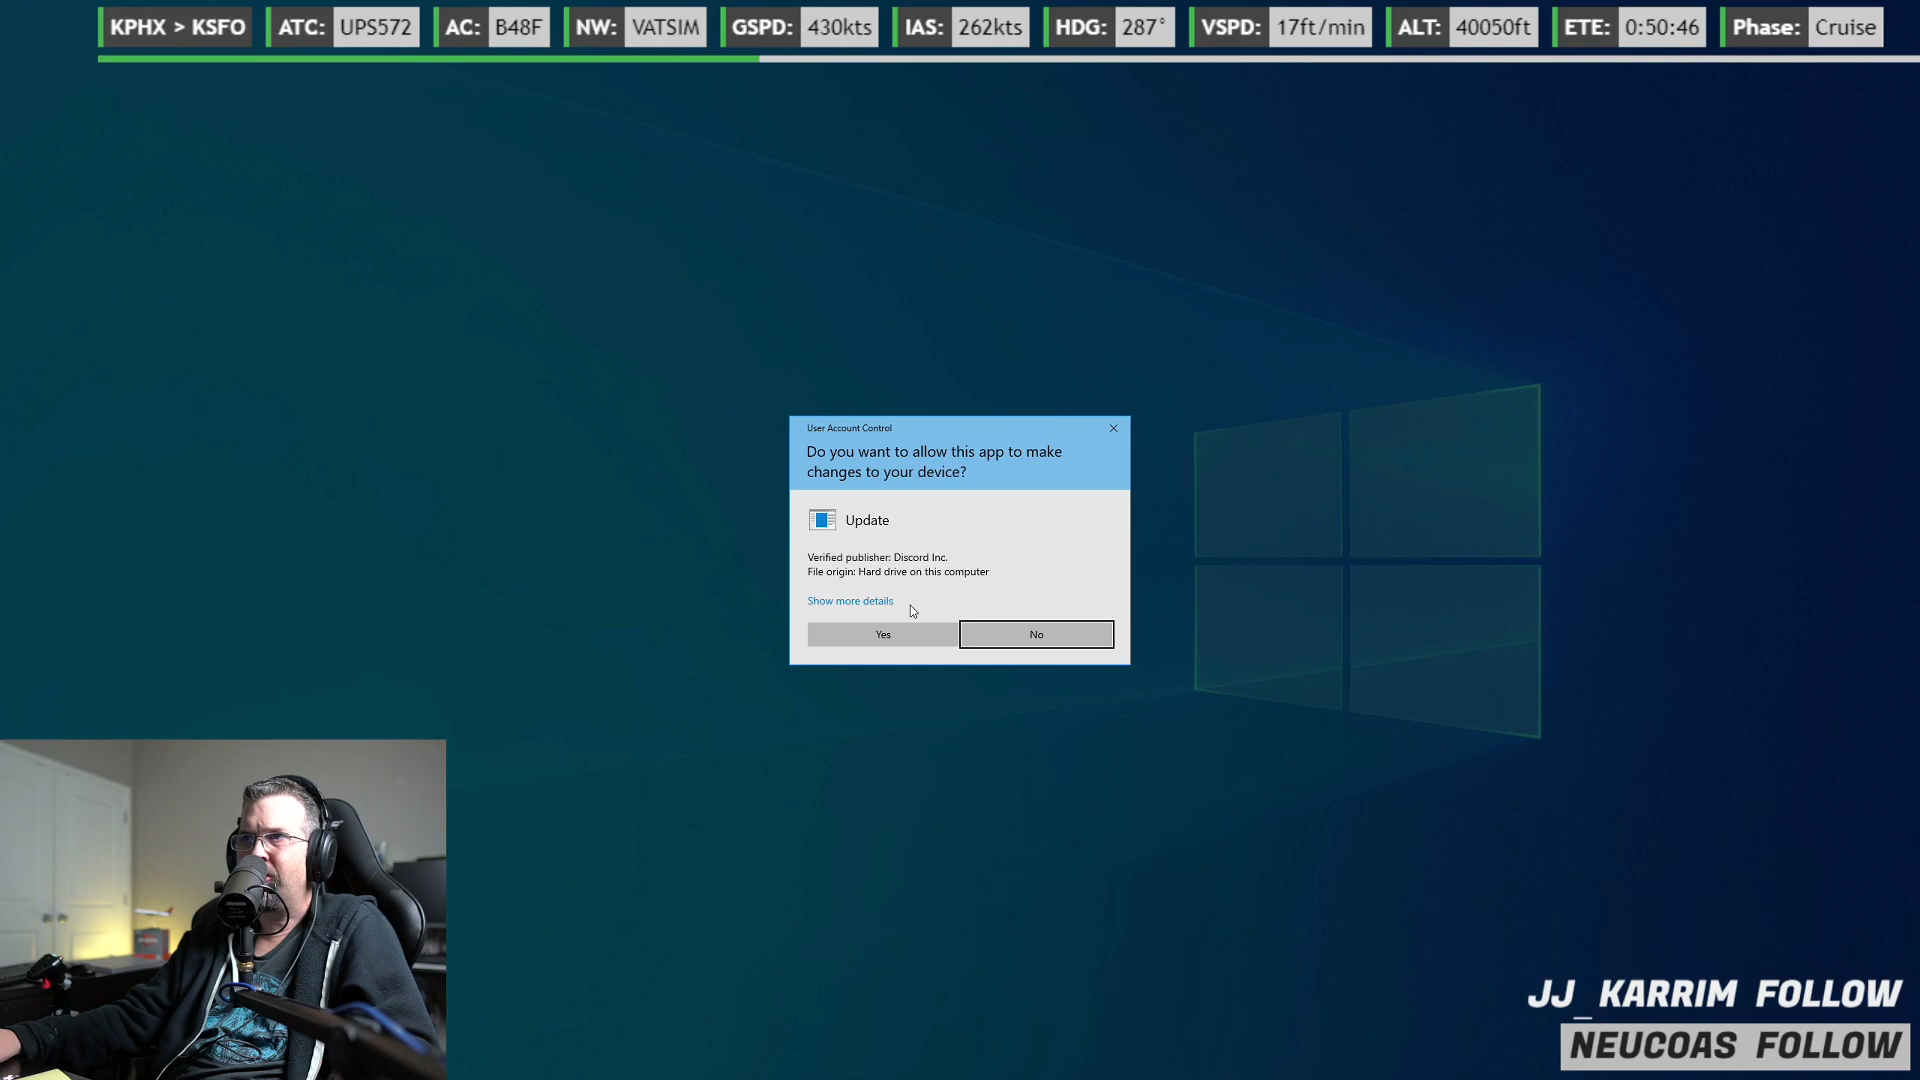 KPHX > KSFO ATC: UPS572 AC: B48F NW: VATSIM GSPD: 430kts IAS: 262kts HDG: 287° VSPD: 17ft/min ALT: 40050ft ETE: 0:50:46 Phase: Cruise
User Account Control
Do you want to allow this app to make
changes to your device?
Update
Verified publisher: Discord Inc.
File origin: Hard drive on this computer
Show more details
Yes No
JJ_KARRIM FOLLOW
NEUCOAS FOLLOW